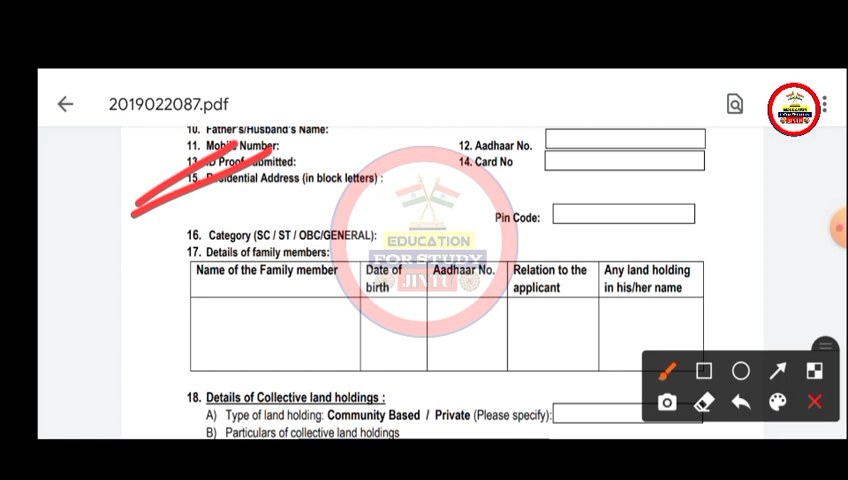 2019022087.pdf
10. Father's/Husband's Name:
11. Mobile Number:
12. Aadhaar No.
13. ID Proof submitted:
14. Card No
15. Residential Address (in block letters) :
Pin Code:
16. Category (SC / ST / OBC/GENERAL):
17. Details of family members:
Name of the Family member
Date of birth
Aadhaar No.
Relation to the applicant
Any land holding in his/her name
EDUCATION
FOR STUDY
JINTU
18. Details of Collective land holdings :
A) Type of land holding: Community Based / Private (Please specify):
B) Particulars of collective land holdings